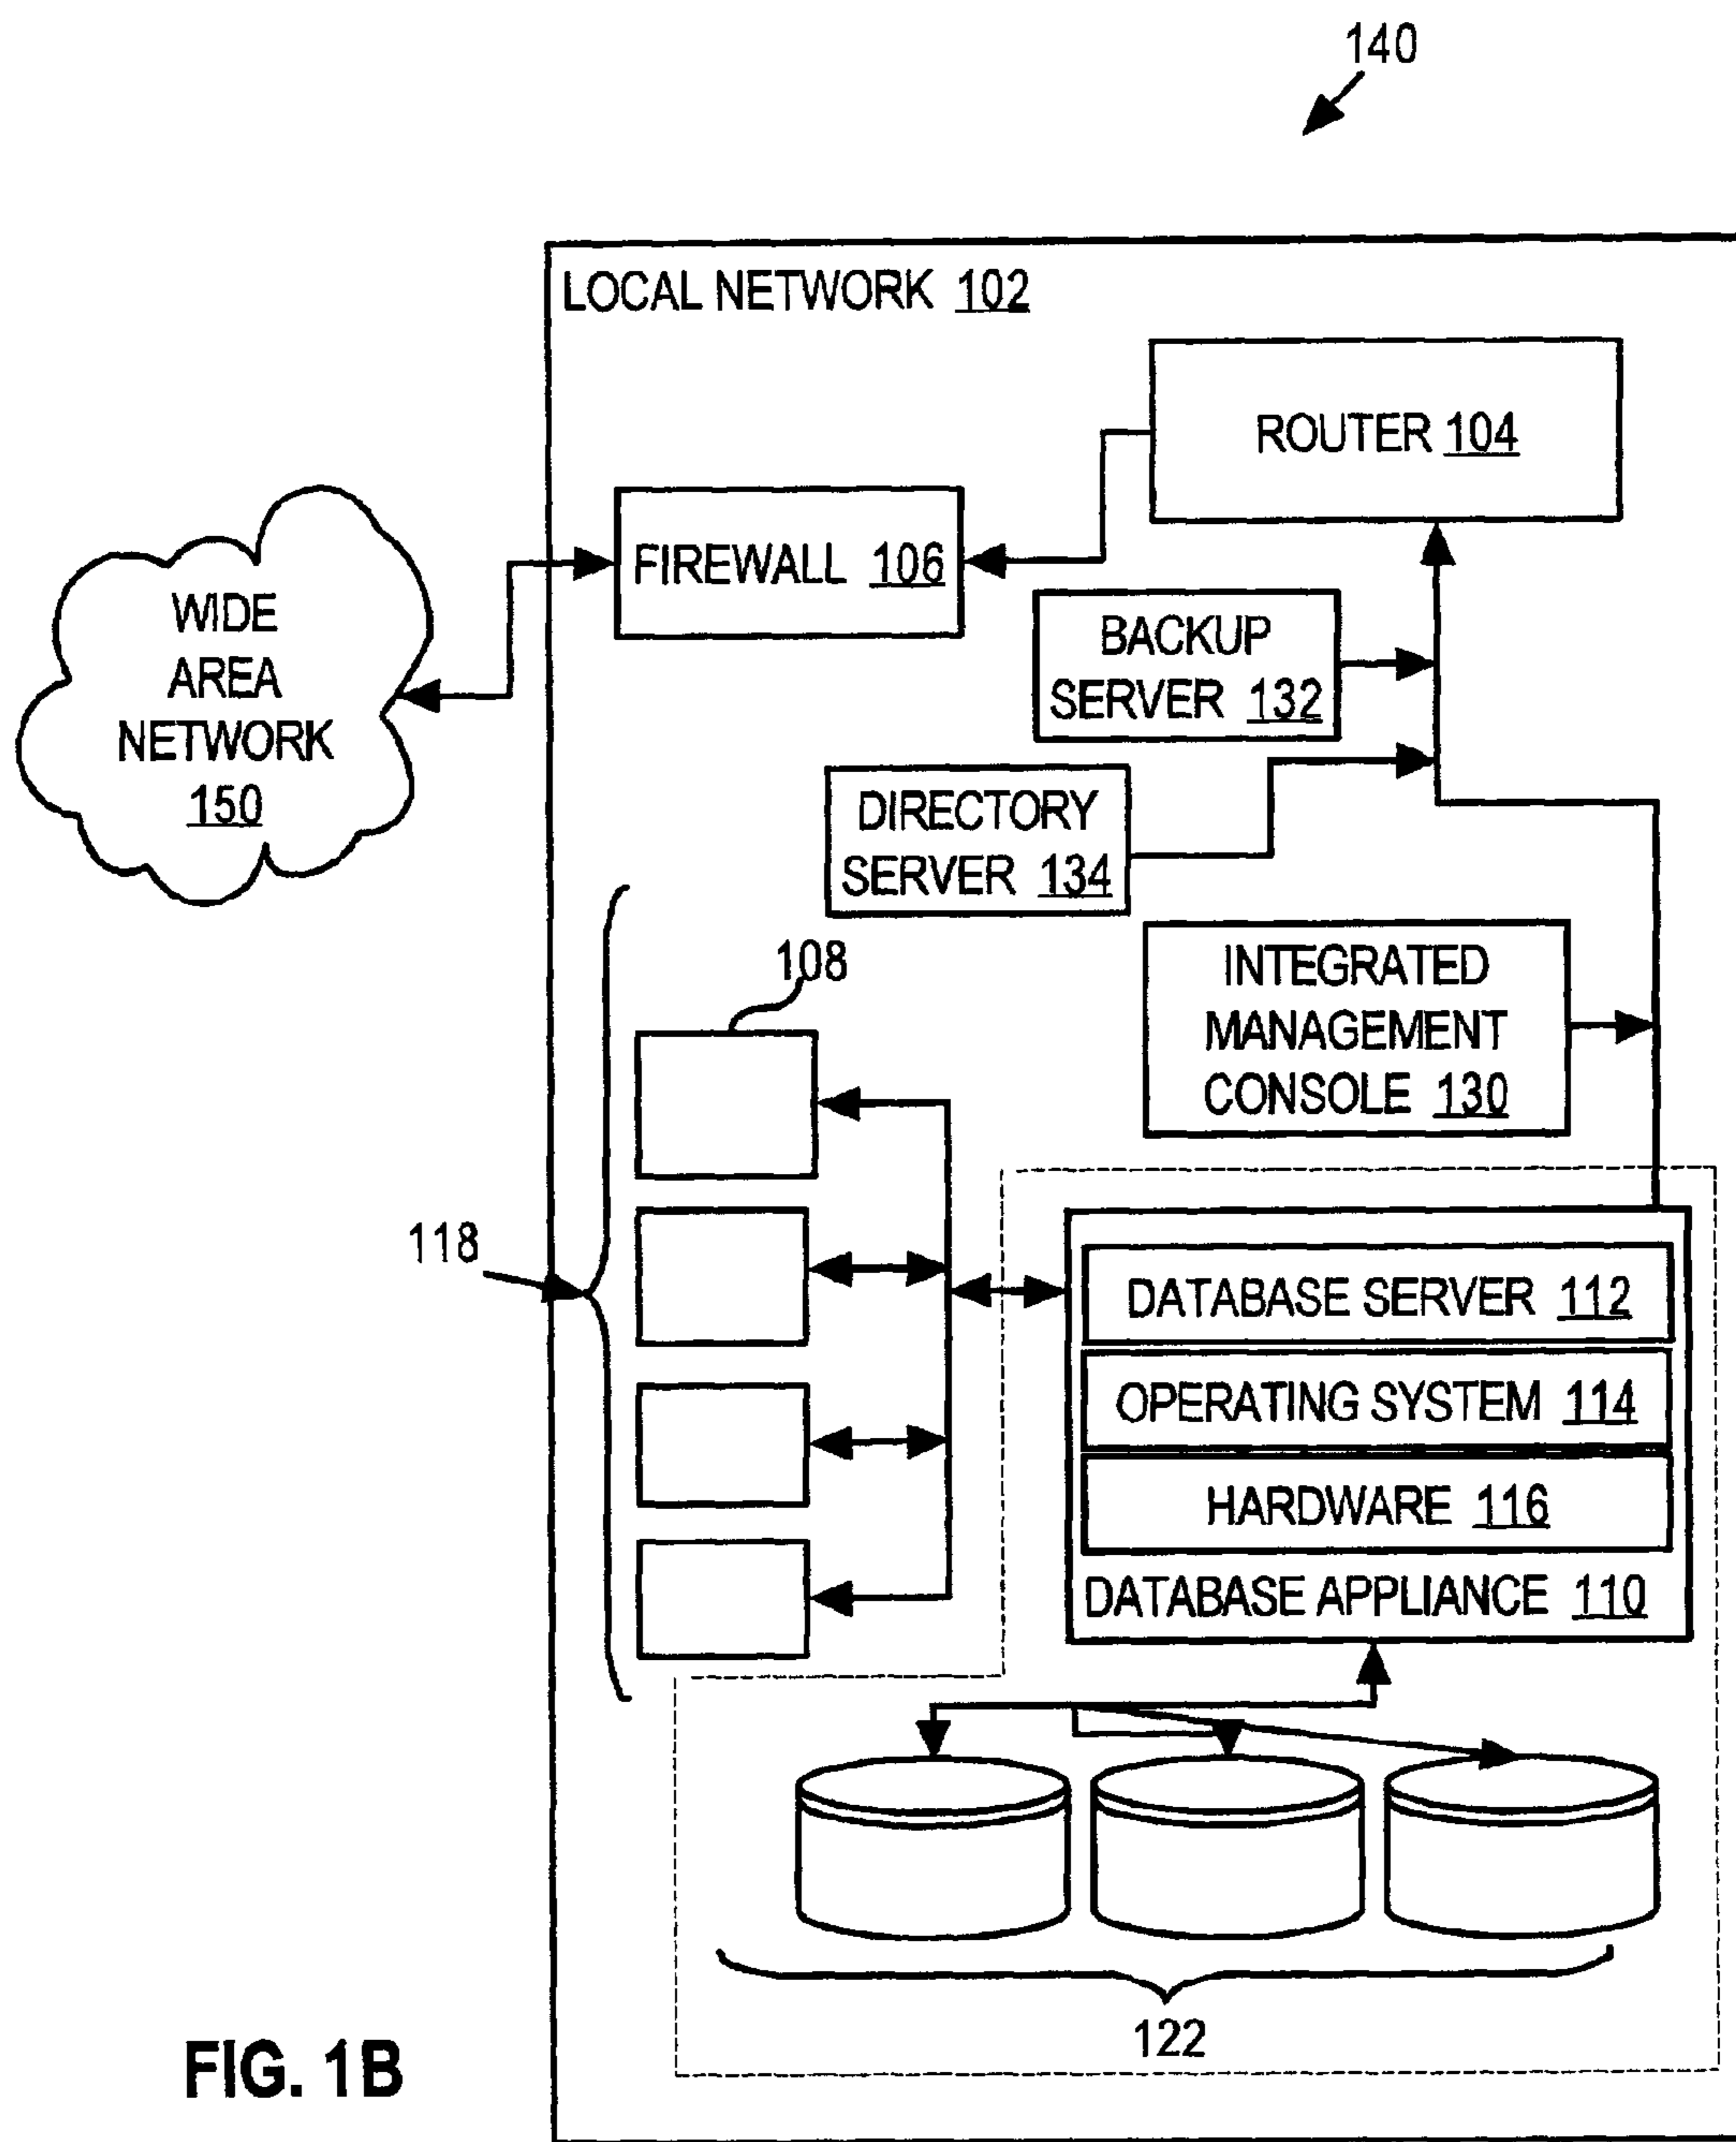 140
LOCAL NETWORK 102
ROUTER 104
FIREWALL 106
WIDE
AREA
NETWORK
150
BACKUP
SERVER 132
DIRECTORY
SERVER 134
108
INTEGRATED
MANAGEMENT
CONSOLE 130
118
DATABASE SERVER 112
OPERATING SYSTEM 114
HARDWARE 116
DATABASE APPLIANCE 110
122
FIG. 1B